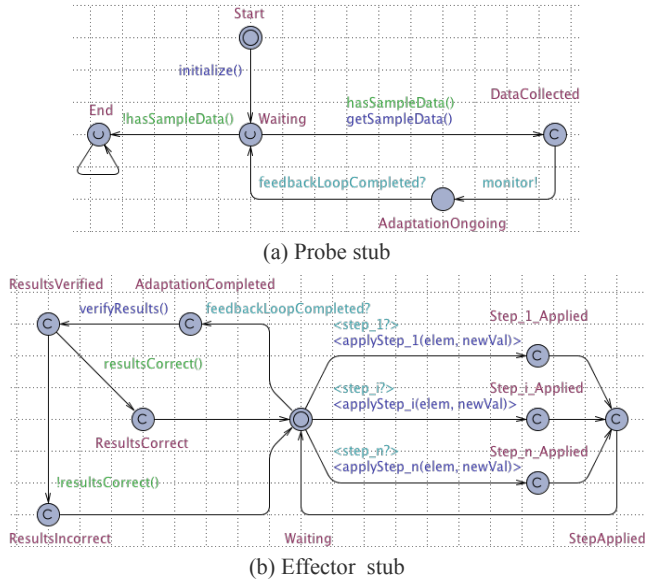 Start
initialize()
End
!hasSampleData()
Waiting
hasSampleData()
getSampleData()
DataCollected
feedbackLoopCompleted?
monitor!
AdaptationOngoing
(a) Probe stub
ResultsVerified
AdaptationCompleted
verifyResults()
feedbackLoopCompleted?
<step_1?>
<applyStep_1(elem, newVal)>
Step_1_Applied
resultsCorrect()
<step_i?>
<applyStep_i(elem, newVal)>
Step_i_Applied
ResultsCorrect
<step_n?>
<applyStep_n(elem, newVal)>
Step_n_Applied
!resultsCorrect()
ResultsIncorrect
Waiting
StepApplied
(b) Effector stub